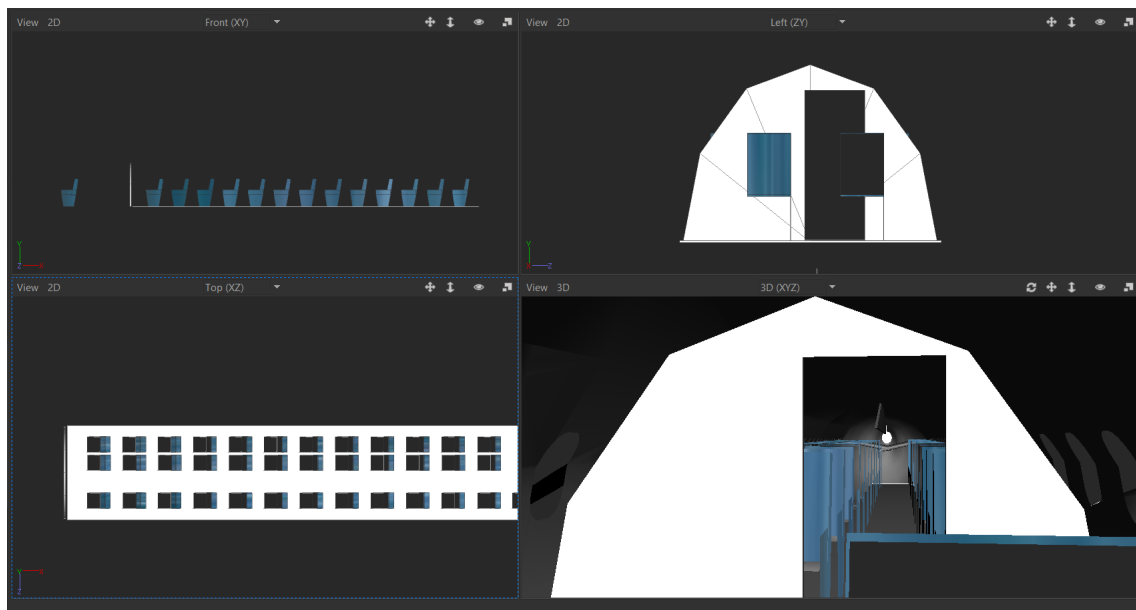 View 2D Front (XY)
View 2D Left (ZY)
Y
Z X
Y
X Z
View 2D Top (XZ)
View 3D 3D (XYZ)
Y X
Z
Y
Z X